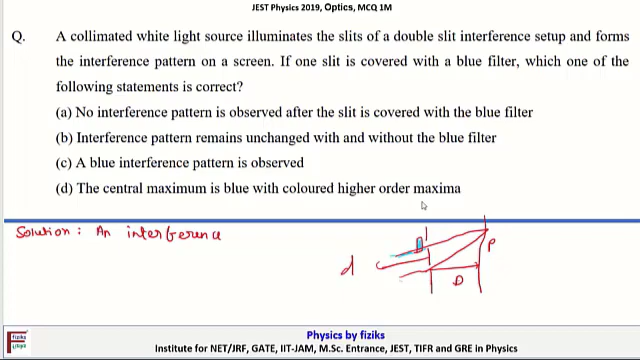 JEST Physics 2019, Optics, MCQ 1M
Q. A collimated white light source illuminates the slits of a double slit interference setup and forms
the interference pattern on a screen. If one slit is covered with a blue filter, which one of the
following statements is correct?
(a) No interference pattern is observed after the slit is covered with the blue filter
(b) Interference pattern remains unchanged with and without the blue filter
(c) A blue interference pattern is observed
(d) The central maximum is blue with coloured higher order maxima
Solution: An interference
P
d
D
fiziks
Physics by fiziks
Institute for NET/JRF, GATE, IIT-JAM, M.Sc. Entrance, JEST, TIFR and GRE in Physics